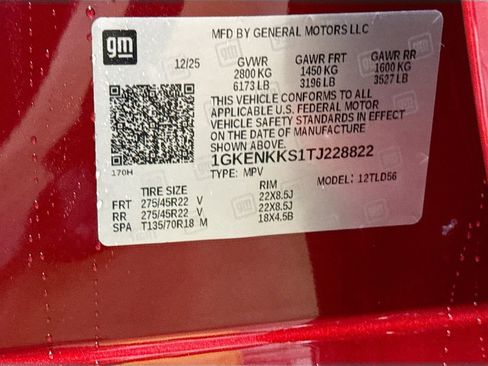 gm
MFD BY GENERAL MOTORS LLC
12/25 GVWR GAWR FRT GAWR RR
2800 KG 1450 KG 1600 KG
6173 LB 3196 LB 3527 LB
THIS VEHICLE CONFORMS TO ALL
APPLICABLE U.S. FEDERAL MOTOR
VEHICLE SAFETY STANDARDS IN EFFECT
ON THE DATE OF MANUFACTURE
SHOWN ABOVE.
1GKENKKS1TJ228822
170H
TYPE: MPV MODEL: 12TLD56
TIRE SIZE RIM
FRT 275/45R22 V 22X8.5J
RR 275/45R22 V 22X8.5J
SPA T135/70R18 M 18X4.5B